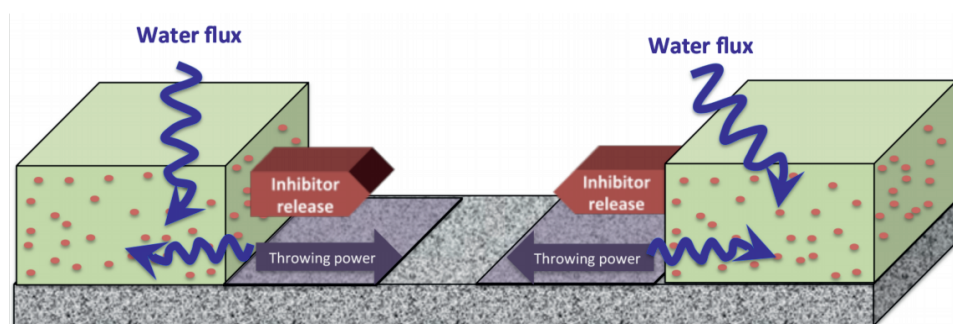 Water flux
Water flux
Inhibitor
release
Inhibitor
release
Throwing power
Throwing power